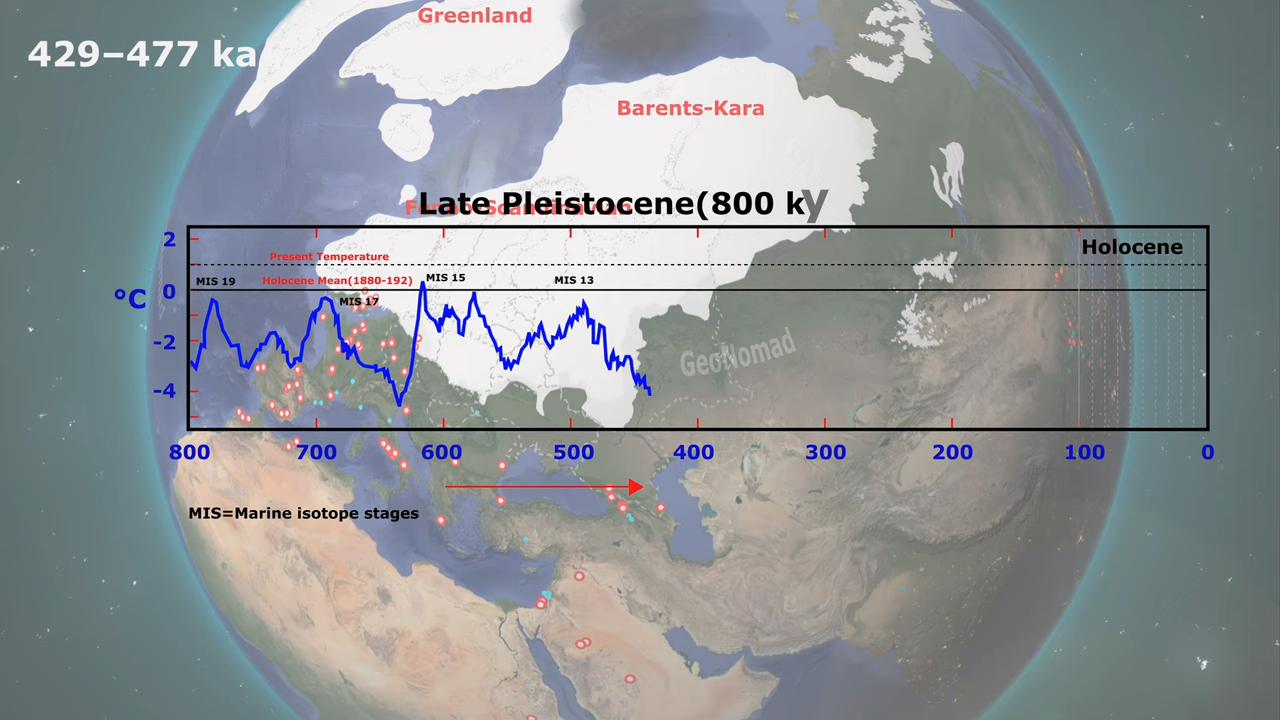 Greenland
429–477 ka
Barents-Kara
Late Pleistocene(800 ky
2
Holocene
Present Temperature
MIS 19
Holocene Mean(1880-192)
MIS 15
MIS 13
°C
0
MIS 17
-2
GeoNomad
-4
800
700
600
500
400
300
200
100
0
MIS=Marine isotope stages